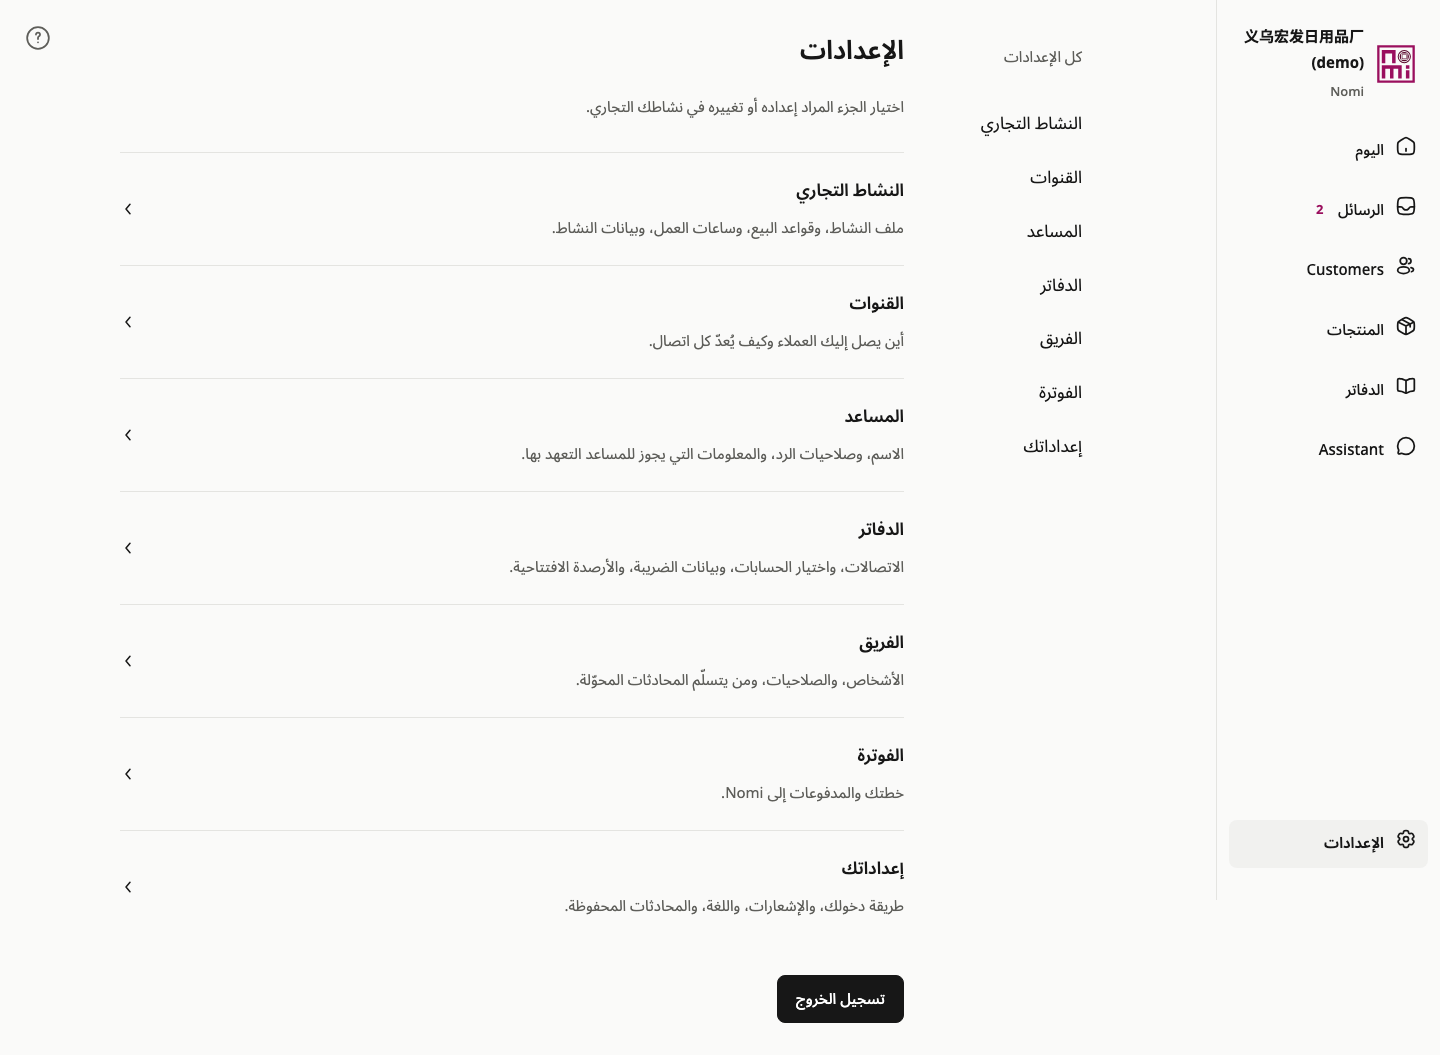 义乌宏发日用品厂
(demo)
Nomi
اليوم
الرسائل 2
Customers
المنتجات
الدفاتر
Assistant
الإعدادات
كل الإعدادات
النشاط التجاري
القنوات
المساعد
الدفاتر
الفريق
الفوترة
إعداداتك
الإعدادات
اختيار الجزء المراد إعداده أو تغييره في نشاطك التجاري.
النشاط التجاري
ملف النشاط، وقواعد البيع، وساعات العمل، وبيانات النشاط.
القنوات
أين يصل إليك العملاء وكيف يُعدّ كل اتصال.
المساعد
الاسم، وصلاحيات الرد، والمعلومات التي يجوز للمساعد التعهد بها.
الدفاتر
الاتصالات، واختيار الحسابات، وبيانات الضريبة، والأرصدة الافتتاحية.
الفريق
الأشخاص، والصلاحيات، ومن يتسلّم المحادثات المحوّلة.
الفوترة
خطتك والمدفوعات إلى Nomi.
إعداداتك
طريقة دخولك، والإشعارات، واللغة، والمحادثات المحفوظة.
تسجيل الخروج